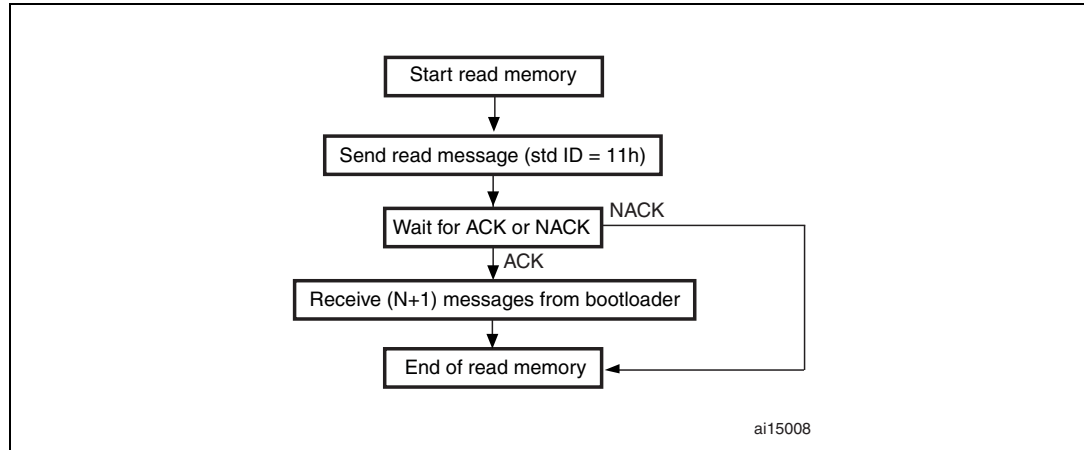 Start read memory
Send read message (std ID = 11h)
Wait for ACK or NACK
NACK
ACK
Receive (N+1) messages from bootloader
End of read memory
ai15008